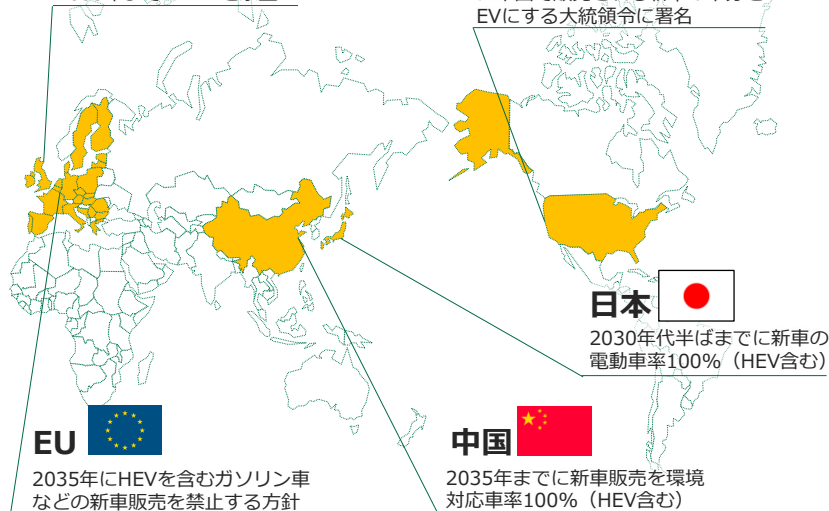 EVにする大統領令に署名
日本
2030年代半ばまでに新車の
電動車率100%（HEV含む）
EU
2035年にHEVを含むガソリン車
などの新車販売を禁止する方針
中国
2035年までに新車販売を環境
対応車率100%（HEV含む）